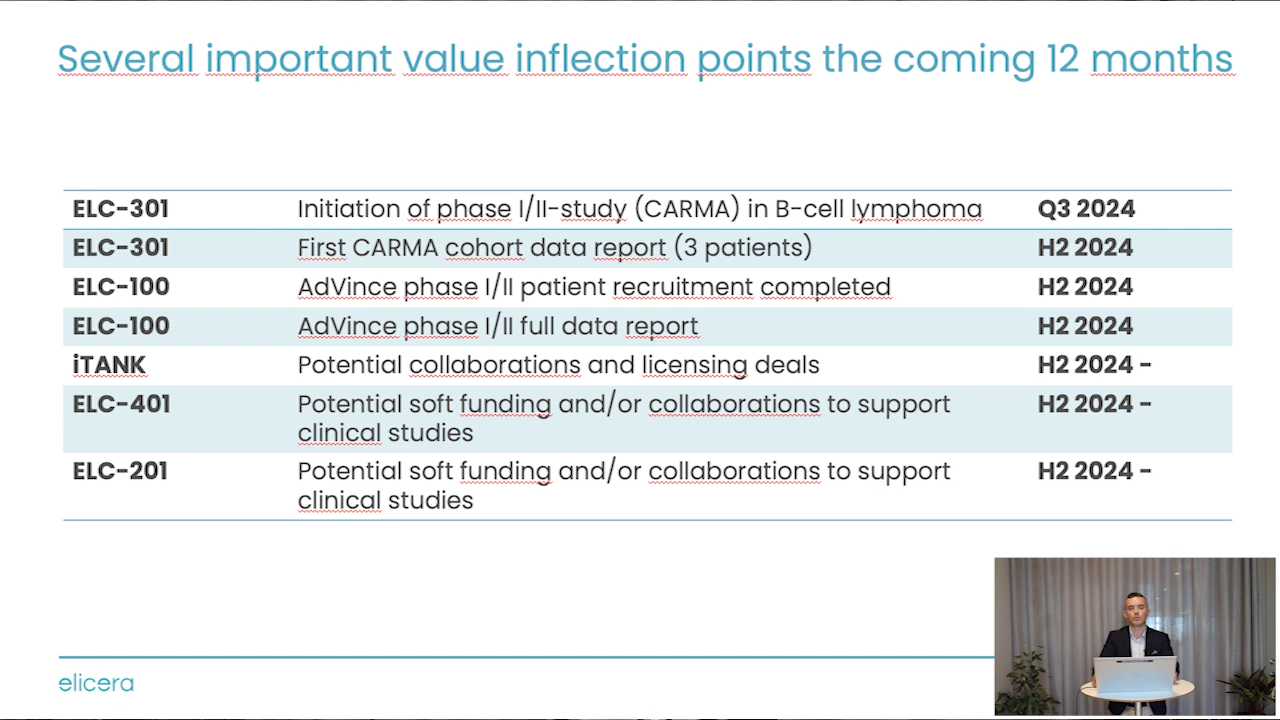 Several important value inflection points the coming 12 months
ELC-301 Initiation of phase I/II-study (CARMA) in B-cell lymphoma Q3 2024
ELC-301 First CARMA cohort data report (3 patients) H2 2024
ELC-100 AdVince phase I/II patient recruitment completed H2 2024
ELC-100 AdVince phase I/II full data report H2 2024
iTANK Potential collaborations and licensing deals H2 2024 -
ELC-401 Potential soft funding and/or collaborations to support H2 2024 -
clinical studies
ELC-201 Potential soft funding and/or collaborations to support H2 2024 -
clinical studies
elicera